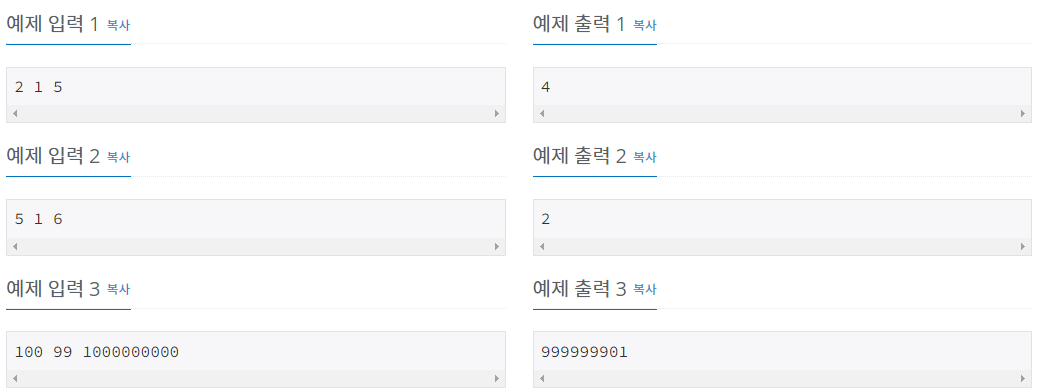 예제 입력 1 복사
예제 출력 1 복사
2 1 5
4
예제 입력 2 복사
예제 출력 2 복사
5 1 6
2
예제 입력 3 복사
예제 출력 3 복사
100 99 1000000000
999999901